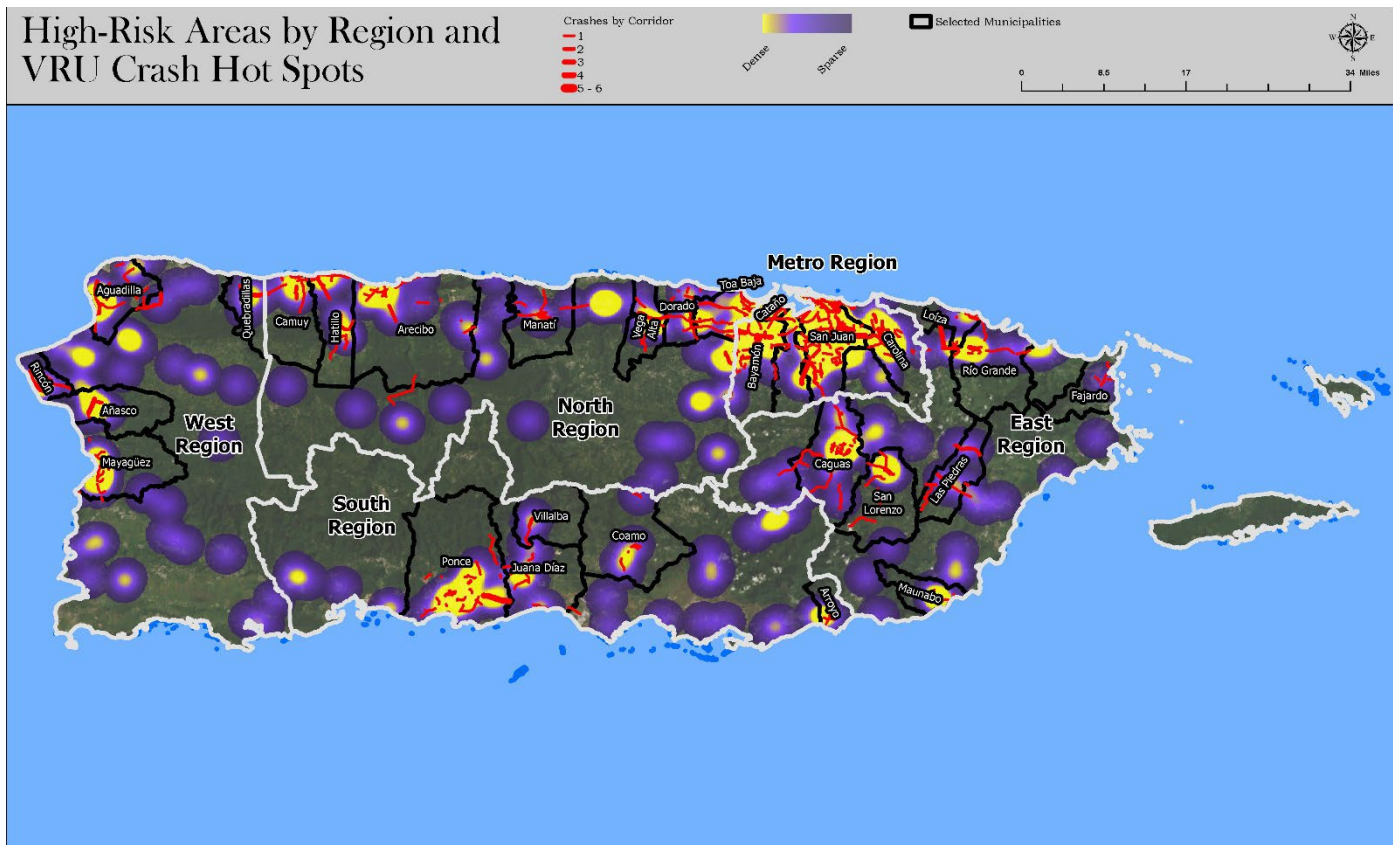 High-Risk Areas by Region and
VRU Crash Hot Spots
Crashes by Corridor
1
2
3
4
5 - 6
Dense
Sparse
Selected Municipalities
N
W
E
S
0
8.5
17
34 Miles
Metro Region
Toa Baja
Aguadilla
Quebradillas
Camuy
Hatillo
Arecibo
Manatí
Vega
Alta
Dorado
Cataño
Bayamón
San Juan
Carolina
Loíza
Río Grande
Fajardo
Rincón
Añasco
Mayagüez
West
Region
North
Region
East
Region
Caguas
San
Lorenzo
Las Piedras
South
Region
Villalba
Coamo
Ponce
Juana Díaz
Arroyo
Maunabo